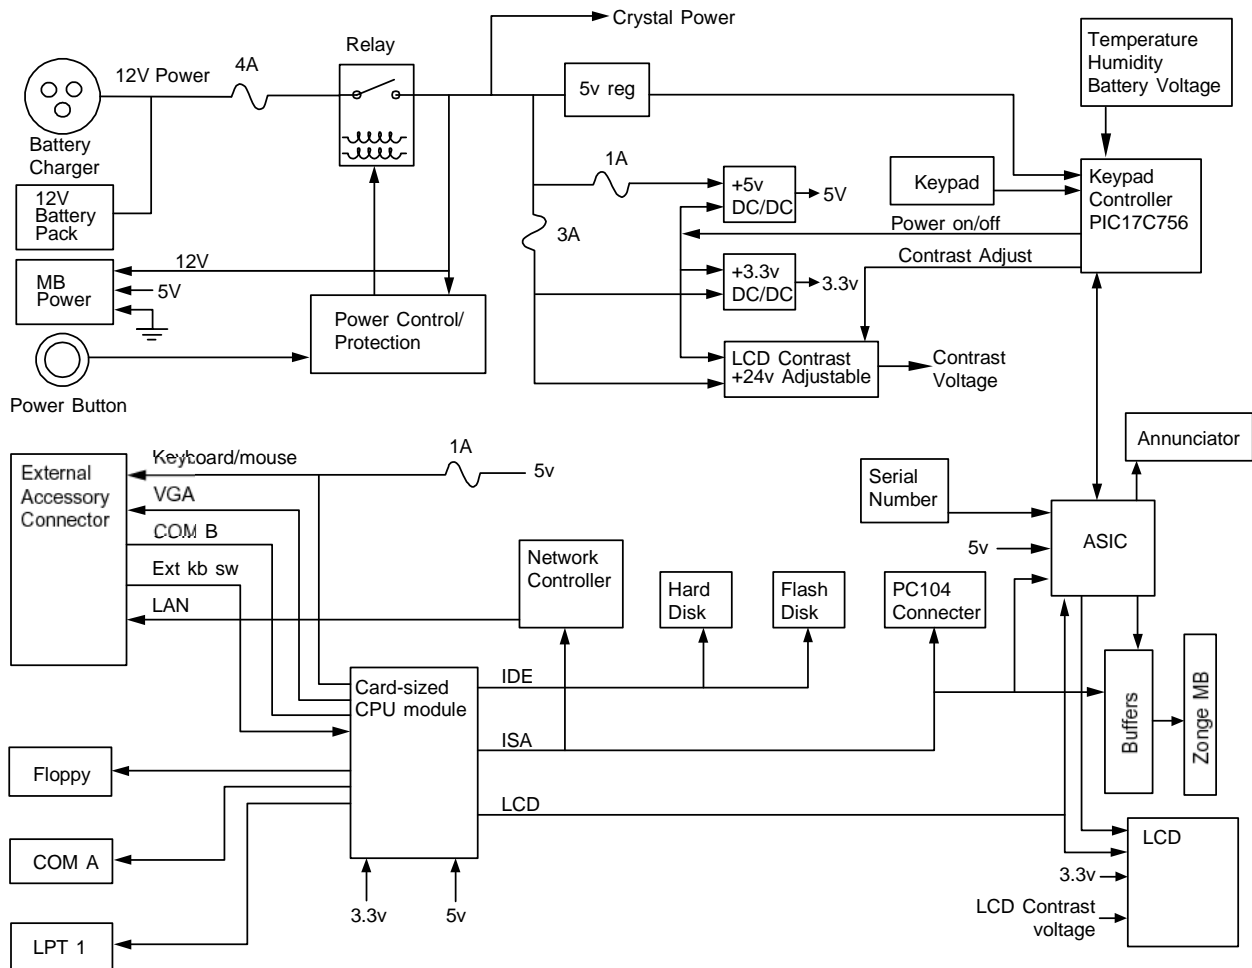 Crystal Power
Relay
4A
12V Power
5v reg
Temperature
Humidity
Battery Voltage
Battery
Charger
1A
+5v
DC/DC
5V
Keypad
Keypad
Controller
PIC17C756
12V
Battery
Pack
3A
Power on/off
Contrast Adjust
12V
MB
Power
5V
+3.3v
DC/DC
3.3v
Power Control/
Protection
LCD Contrast
+24v Adjustable
Contrast
Voltage
Power Button
External
Accessory
Connector
Keyboard/mouse
1A
5v
VGA
COM B
Ext kb sw
LAN
Network
Controller
Hard
Disk
Flash
Disk
PC104
Connecter
Serial
Number
5v
ASIC
Annunciator
Card-sized
CPU module
IDE
ISA
LCD
Buffers
Zonge MB
Floppy
COM A
LPT 1
3.3v
5v
LCD
3.3v
LCD Contrast
voltage